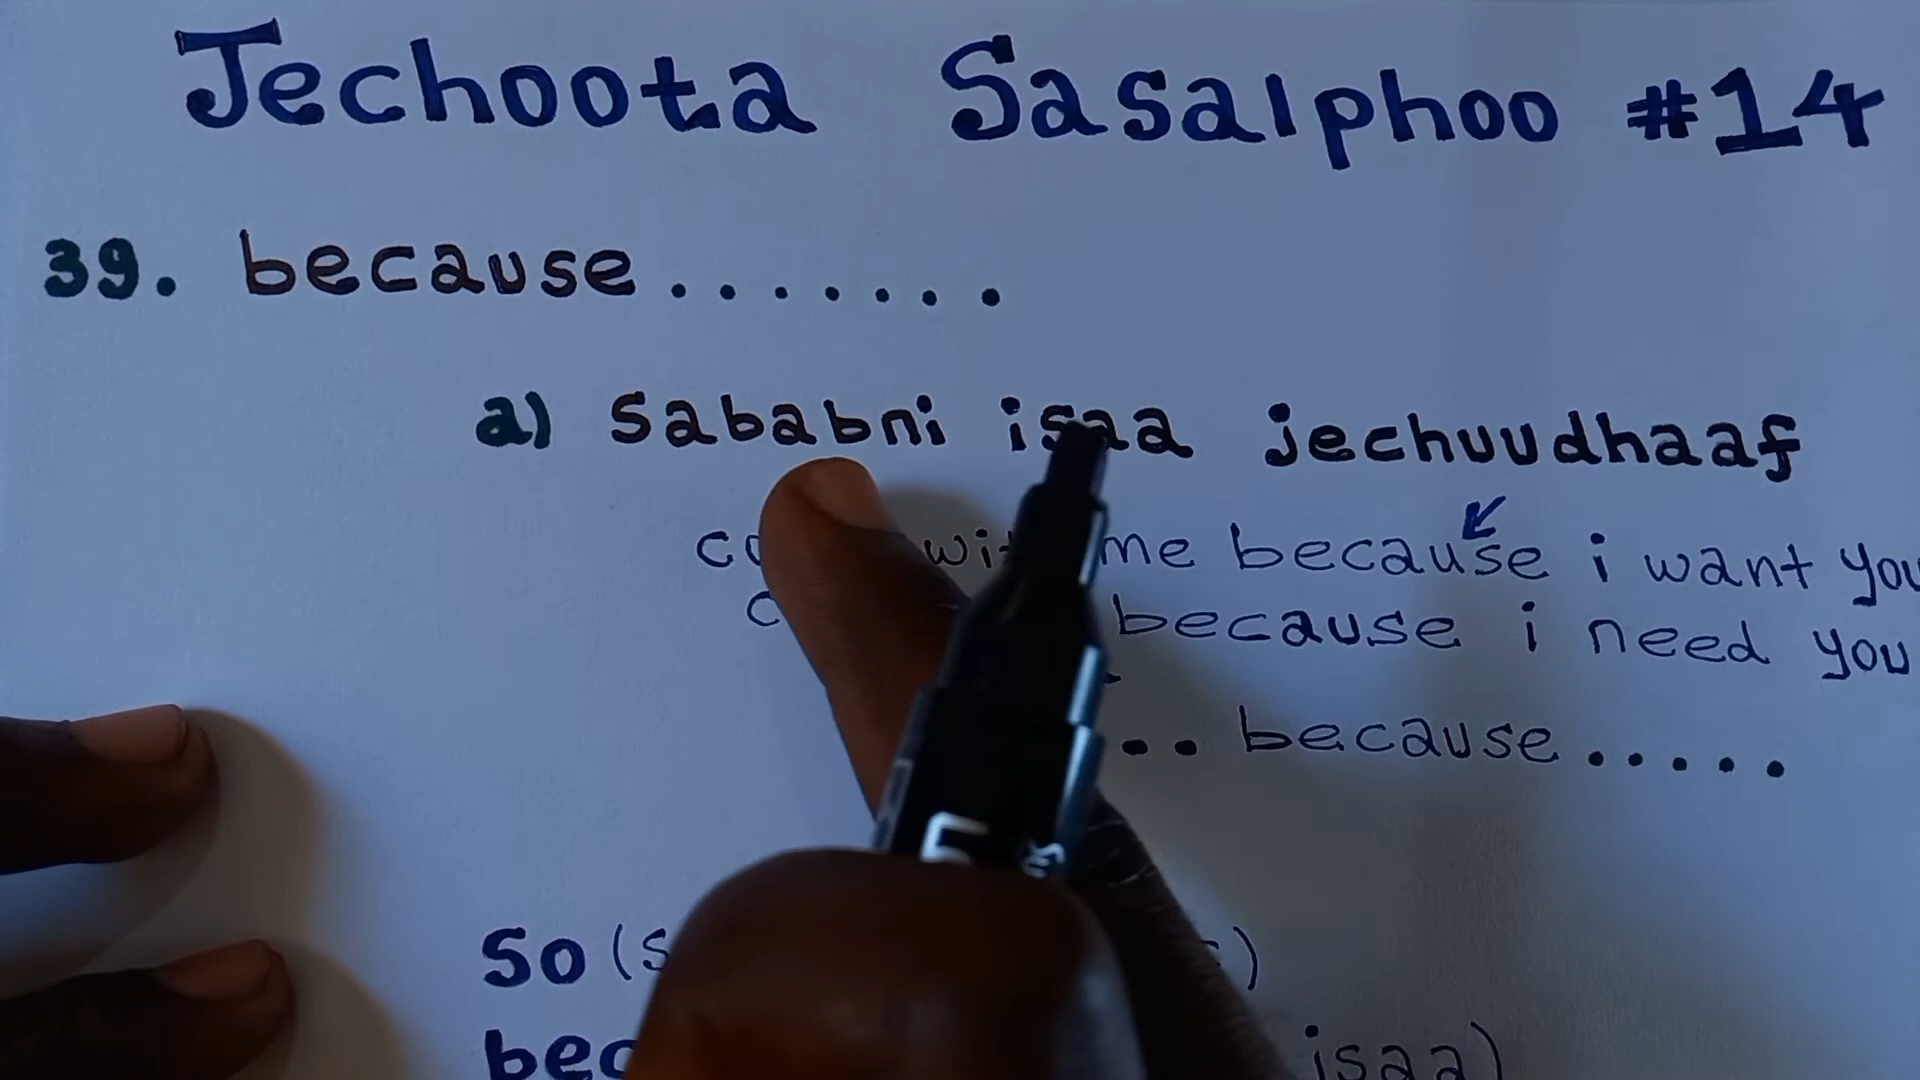 Jechoota Sasalphoo #14
39. because.......
a) Sababni isaa jechuudhaaf
me because i want you
because i need you
.. because.....
So
isaa)